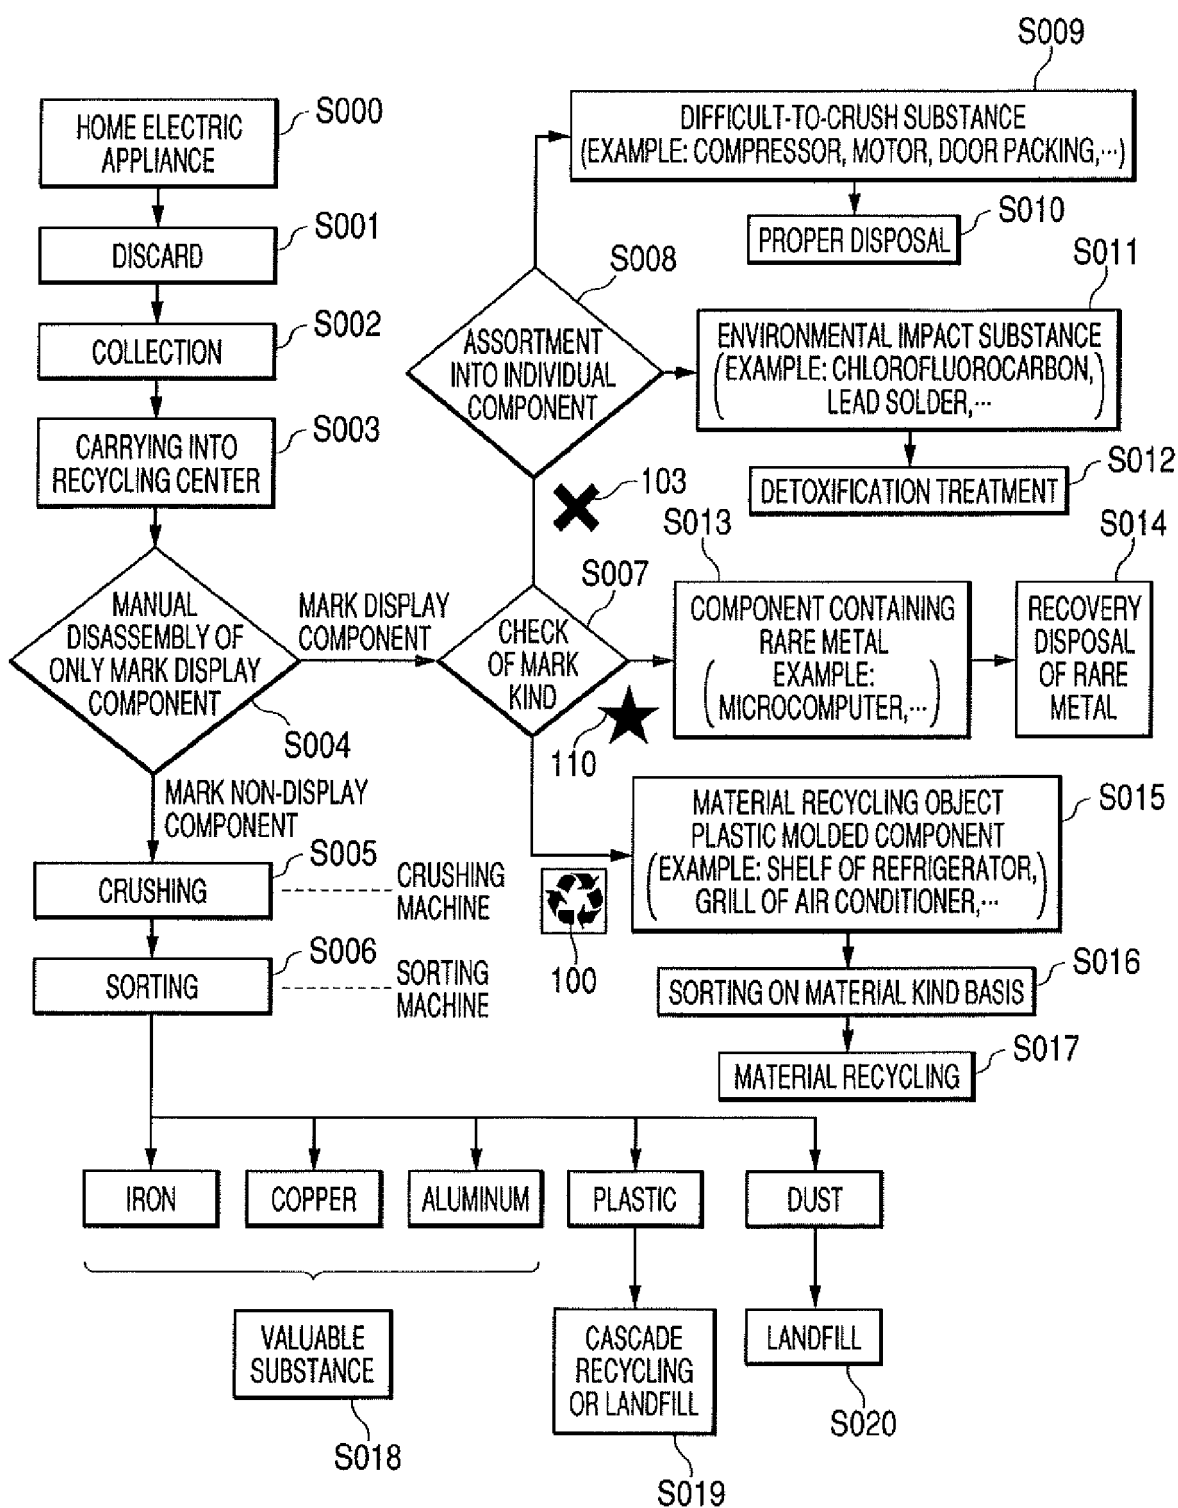 S000
HOME ELECTRIC
APPLIANCE
S001
DISCARD
S002
COLLECTION
S003
CARRYING INTO
RECYCLING CENTER
MANUAL
DISASSEMBLY OF
ONLY MARK DISPLAY
COMPONENT
S004
MARK DISPLAY
COMPONENT
MARK NON-DISPLAY
COMPONENT
S005
CRUSHING
CRUSHING
MACHINE
S006
SORTING
SORTING
MACHINE
S007
CHECK
OF MARK
KIND
103
110
100
S008
ASSORTMENT
INTO INDIVIDUAL
COMPONENT
S009
DIFFICULT-TO-CRUSH SUBSTANCE
(EXAMPLE: COMPRESSOR, MOTOR, DOOR PACKING,···)
S010
PROPER DISPOSAL
S011
ENVIRONMENTAL IMPACT SUBSTANCE
(EXAMPLE: CHLOROFLUOROCARBON,
LEAD SOLDER,···)
S012
DETOXIFICATION TREATMENT
S013
COMPONENT CONTAINING
RARE METAL
(EXAMPLE:
MICROCOMPUTER,···)
S014
RECOVERY
DISPOSAL
OF RARE
METAL
S015
MATERIAL RECYCLING OBJECT
PLASTIC MOLDED COMPONENT
(EXAMPLE: SHELF OF REFRIGERATOR,
GRILL OF AIR CONDITIONER,···)
S016
SORTING ON MATERIAL KIND BASIS
S017
MATERIAL RECYCLING
IRON
COPPER
ALUMINUM
PLASTIC
DUST
VALUABLE
SUBSTANCE
S018
CASCADE
RECYCLING
OR LANDFILL
S019
LANDFILL
S020